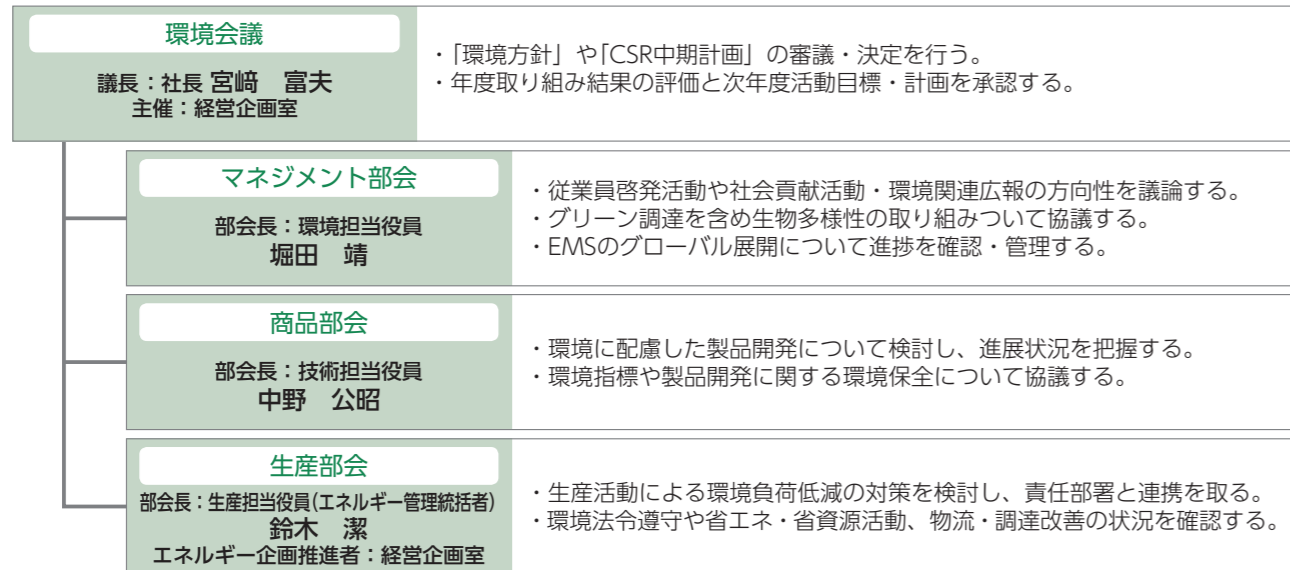 環境会議
議長：社長 宮﨑　富夫
主催：経営企画室
・「環境方針」や「CSR中期計画」の審議・決定を行う。
・年度取り組み結果の評価と次年度活動目標・計画を承認する。
マネジメント部会
部会長：環境担当役員
堀田　靖
・従業員啓発活動や社会貢献活動・環境関連広報の方向性を議論する。
・グリーン調達を含め生物多様性の取り組みついて協議する。
・EMSのグローバル展開について進捗を確認・管理する。
商品部会
部会長：技術担当役員
中野　公昭
・環境に配慮した製品開発について検討し、進展状況を把握する。
・環境指標や製品開発に関する環境保全について協議する。
生産部会
部会長：生産担当役員(エネルギー管理統括者)
鈴木　潔
エネルギー企画推進者：経営企画室
・生産活動による環境負荷低減の対策を検討し、責任部署と連携を取る。
・環境法令遵守や省エネ・省資源活動、物流・調達改善の状況を確認する。